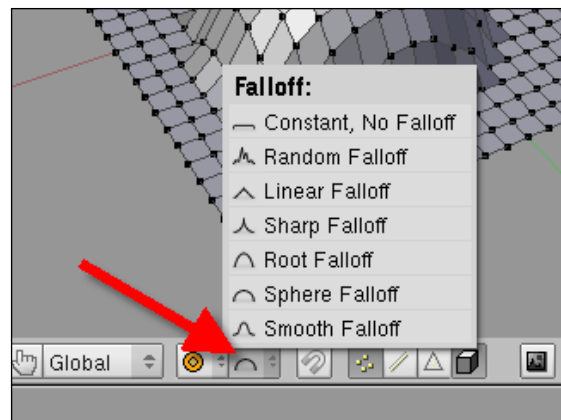 Falloff:
Constant, No Falloff
Random Falloff
Linear Falloff
Sharp Falloff
Root Falloff
Sphere Falloff
Smooth Falloff
Global